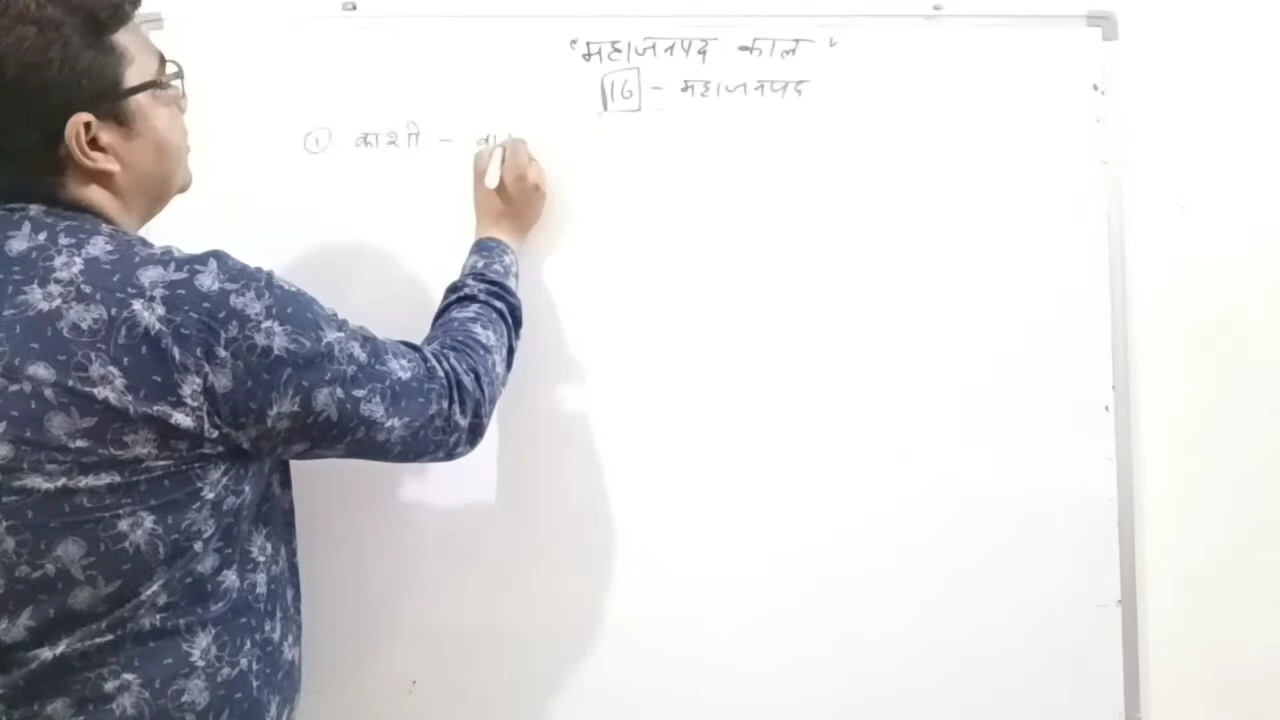 "महाजनपद काल"
16 - महाजनपद
① काशी -